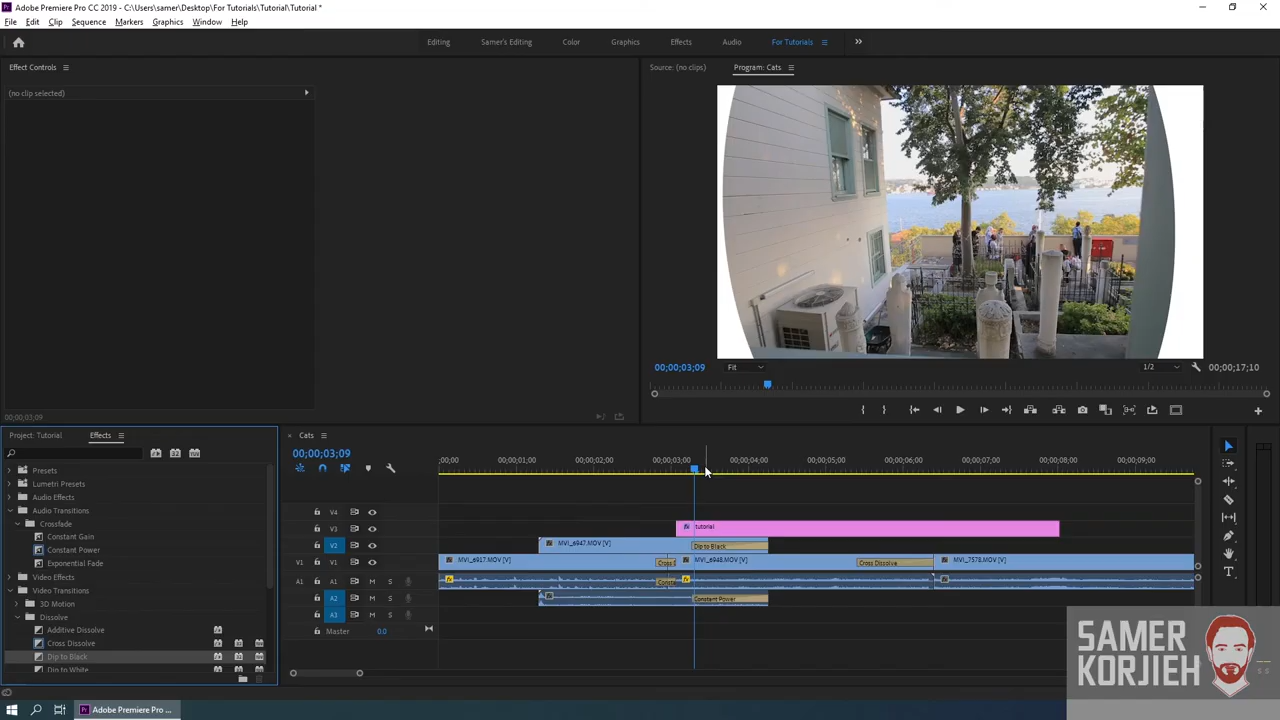 Adobe Premiere Pro CC 2019 - C:\Users\samer\Desktop\For Tutorials\Tutorial\Tutorial *
File Edit Clip Sequence Markers Graphics Window Help
Editing Samer's Editing Color Graphics Effects Audio For Tutorials
Effect Controls
Source: (no clips) Program: Cats
(no clip selected)
00;00;03;09 Fit 1/2 00;00;17;10
00;00;03;09
Project: Tutorial Effects
Cats
00;00;03;09
;00;00 00;00;01;00 00;00;02;00 00;00;03;00 00;00;04;00 00;00;05;00 00;00;06;00 00;00;07;00 00;00;08;00 00;00;09;00
Presets
Lumetri Presets
Audio Effects
Audio Transitions
Crossfade
Constant Gain
Constant Power
Exponential Fade
Video Effects
Video Transitions
3D Motion
Dissolve
Additive Dissolve
Cross Dissolve
Dip to Black
Dip to White
V4
V3 tutorial
V2 MVI_6947.MOV [V] Dip to Black
V1 V1 MVI_6917.MOV [V] Cross D MVI_6948.MOV [V] Cross Dissolve MVI_7578.MOV [V]
A1 A1 M S Const
A2 M S Constant Power
A3 M S
Master 0.0
S S
SAMER
KORJIEH
Adobe Premiere Pro ...